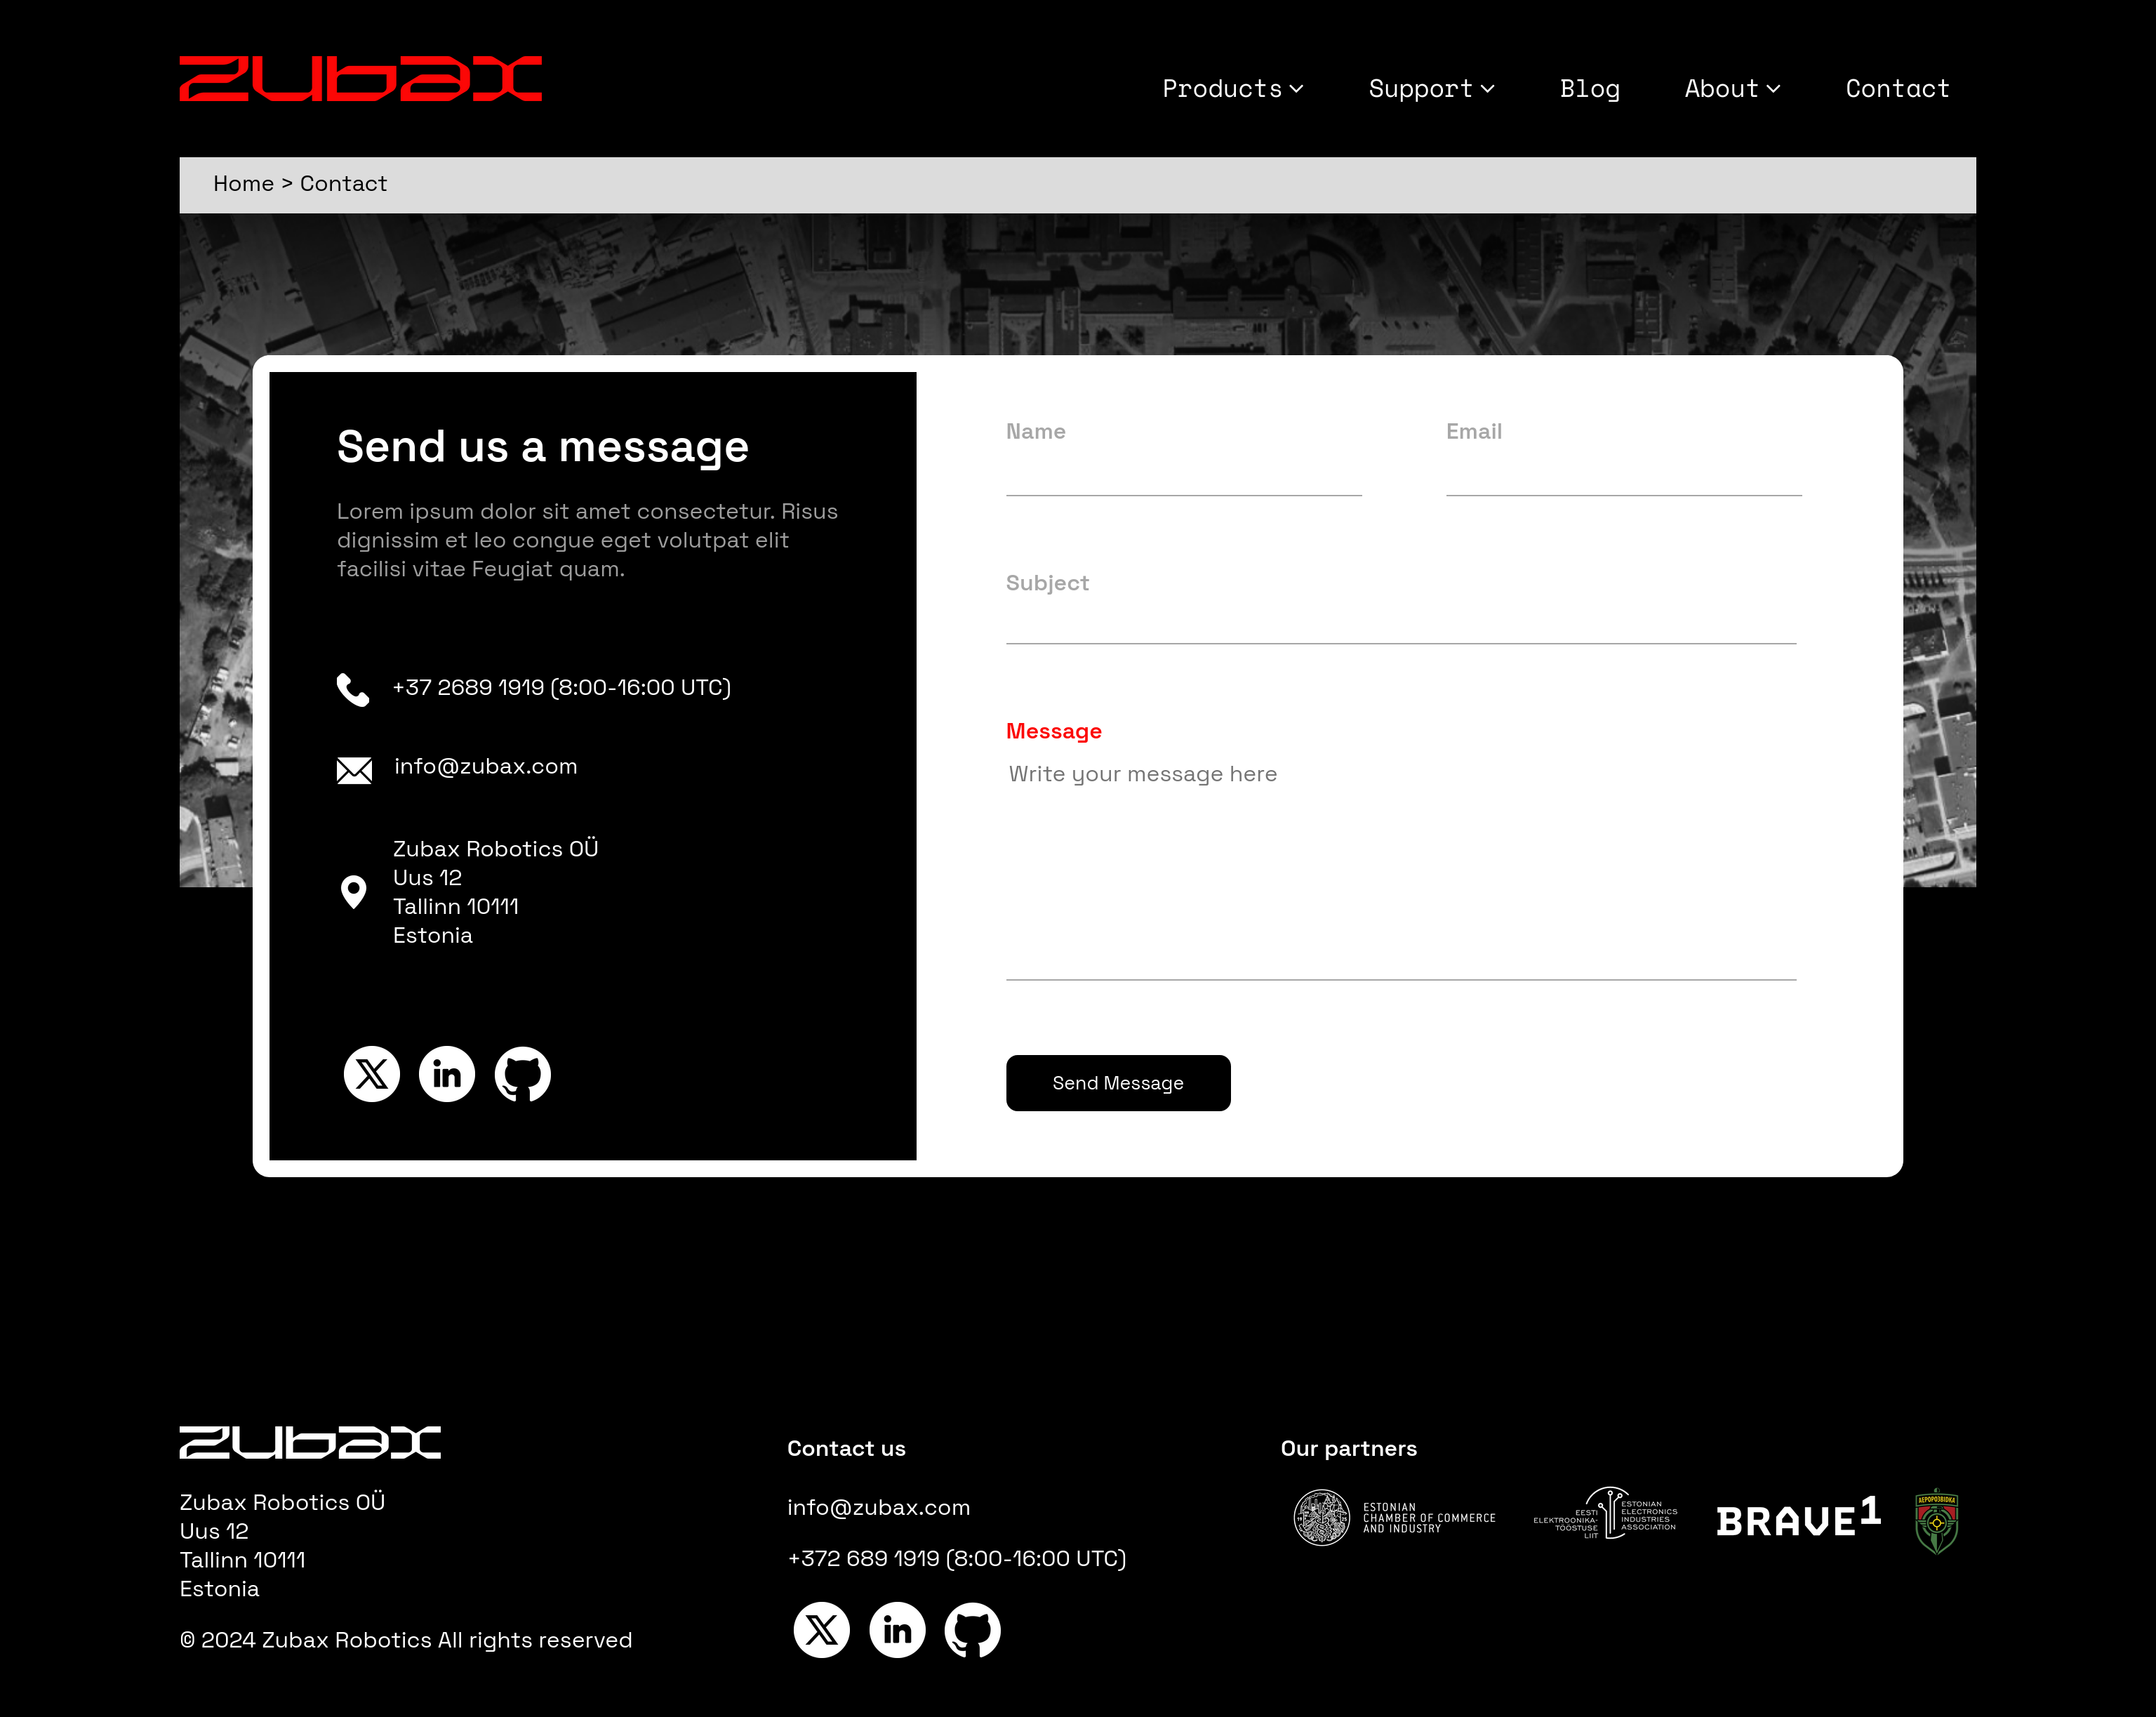 zubax
Products Support Blog About Contact
Home > Contact
Send us a message
Lorem ipsum dolor sit amet consectetur. Risus
dignissim et leo congue eget volutpat elit
facilisi vitae Feugiat quam.
+37 2689 1919 (8:00-16:00 UTC)
info@zubax.com
Zubax Robotics OÜ
Uus 12
Tallinn 10111
Estonia
Name
Email
Subject
Message
Write your message here
Send Message
zubax
Zubax Robotics OÜ
Uus 12
Tallinn 10111
Estonia
© 2024 Zubax Robotics All rights reserved
Contact us
info@zubax.com
+372 689 1919 (8:00-16:00 UTC)
Our partners
ESTONIAN
CHAMBER OF COMMERCE
AND INDUSTRY
EESTI
ELEKTROONIKA-
TÖÖSTUSE
LIIT
ESTONIAN
ELECTRONICS
INDUSTRIES
ASSOCIATION
BRAVE1
АЕРОРОЗВІДКА